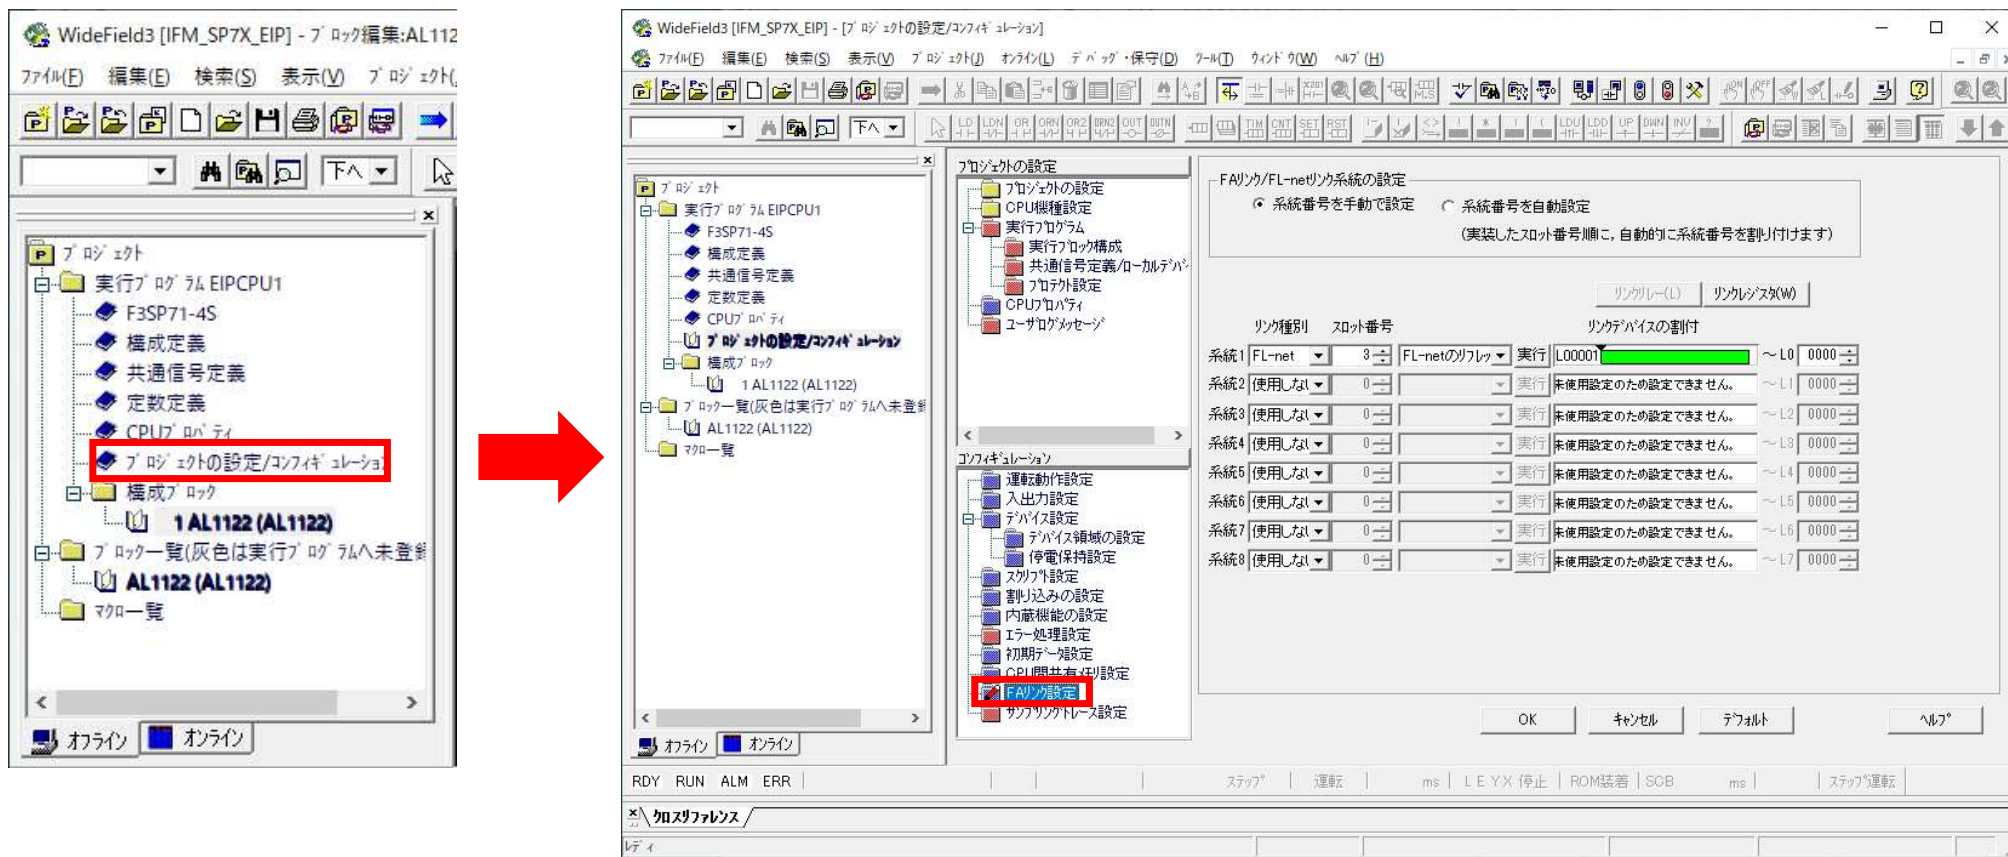 WideField3 [IFM_SP7X_EIP] - ブロック編集:AL112
ファイル(F) 編集(E) 検索(S) 表示(V) プロジェクト(
下へ
プロジェクト
実行プログラム EIPCPU1
F3SP71-4S
構成定義
共通信号定義
定数定義
CPUプロパティ
プロジェクトの設定/コンフィギュレーショ
構成ブロック
1 AL1122 (AL1122)
ブロック一覧(灰色は実行プログラムへ未登録
AL1122 (AL1122)
マクロ一覧
オフライン オンライン
WideField3 [IFM_SP7X_EIP] - [プロジェクトの設定/コンフィギュレーション]
ファイル(F) 編集(E) 検索(S) 表示(V) プロジェクト(J) オンライン(L) デバッグ・保守(D) ツール(T) ウィンドウ(W) ヘルプ(H)
下へ LD LDN OR ORN OR2 ORN2 OUT OUTN TIM CNT SET RST LDU LDD UP DWN INV
プロジェクト
実行プログラム EIPCPU1
F3SP71-4S
構成定義
共通信号定義
定数定義
CPUプロパティ
プロジェクトの設定/コンフィギュレーション
構成ブロック
1 AL1122 (AL1122)
ブロック一覧(灰色は実行プログラムへ未登録
AL1122 (AL1122)
マクロ一覧
オフライン オンライン
プロジェクトの設定
プロジェクトの設定
CPU機種設定
実行プログラム
実行ブロック構成
共通信号定義/ローカルデバイ
プロテクト設定
CPUプロパティ
ユーザログメッセージ
コンフィギュレーション
運転動作設定
入出力設定
デバイス設定
デバイス領域の設定
停電保持設定
スクリプト設定
割り込みの設定
内蔵機能の設定
エラー処理設定
初期データ設定
CPU間共有メモリ設定
FAリンク設定
サンプリングトレース設定
FAリンク/FL-netリンク系統の設定
系統番号を手動で設定 系統番号を自動設定
(実装したスロット番号順に, 自動的に系統番号を割り付けます)
リンクリレー(L) リンクレジスタ(W)
リンク種別 スロット番号 リンクデバイスの割付
系統1 FL-net 3 FL-netのリフレッ 実行 L00001 ～L0 0000
系統2 使用しない 0 実行 未使用設定のため設定できません。 ～L1 0000
系統3 使用しない 0 実行 未使用設定のため設定できません。 ～L2 0000
系統4 使用しない 0 実行 未使用設定のため設定できません。 ～L3 0000
系統5 使用しない 0 実行 未使用設定のため設定できません。 ～L4 0000
系統6 使用しない 0 実行 未使用設定のため設定できません。 ～L5 0000
系統7 使用しない 0 実行 未使用設定のため設定できません。 ～L6 0000
系統8 使用しない 0 実行 未使用設定のため設定できません。 ～L7 0000
OK キャンセル デフォルト ヘルプ
RDY RUN ALM ERR ステップ 運転 ms L E Y X 停止 ROM装着 SCB ms ステップ運転
クロスリファレンス
レディ